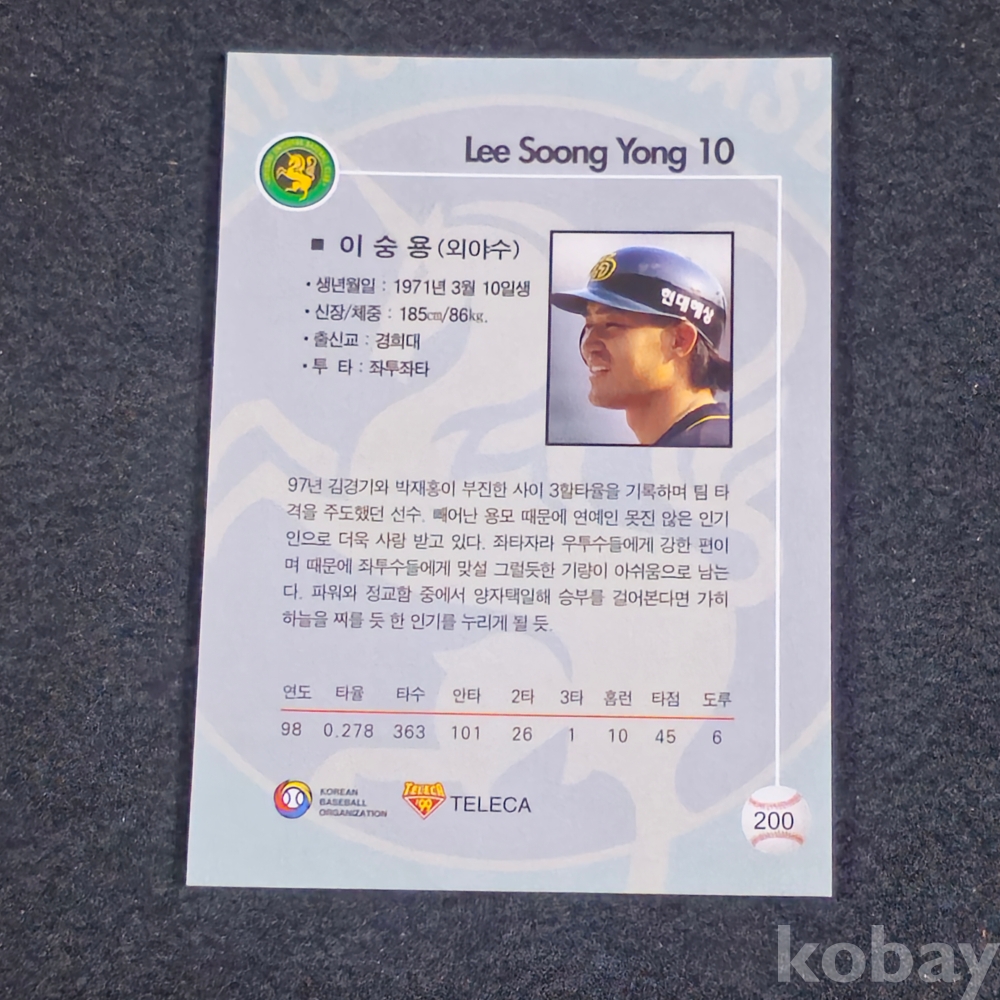 Lee Soong Yong 10
■ 이 숭 용(외야수)
• 생년월일 : 1971년 3월 10일생
• 신장/체중 : 185㎝/86㎏.
• 출신교 : 경희대
• 투 타 : 좌투좌타
현대해상
97년 김경기와 박재홍이 부진한 사이 3할타율을 기록하며 팀 타
격을 주도했던 선수. 빼어난 용모 때문에 연예인 못진 않은 인기
인으로 더욱 사랑 받고 있다. 좌타자라 우투수들에게 강한 편이
며 때문에 좌투수들에게 맞설 그럴듯한 기량이 아쉬움으로 남는
다. 파워와 정교함 중에서 양자택일해 승부를 걸어본다면 가히
하늘을 찌를 듯 한 인기를 누리게 될 듯.
연도 타율 타수 안타 2타 3타 홈런 타점 도루
98 0.278 363 101 26 1 10 45 6
KOREAN
BASEBALL
ORGANIZATION
TELECA
'99
TELECA
200
kobay